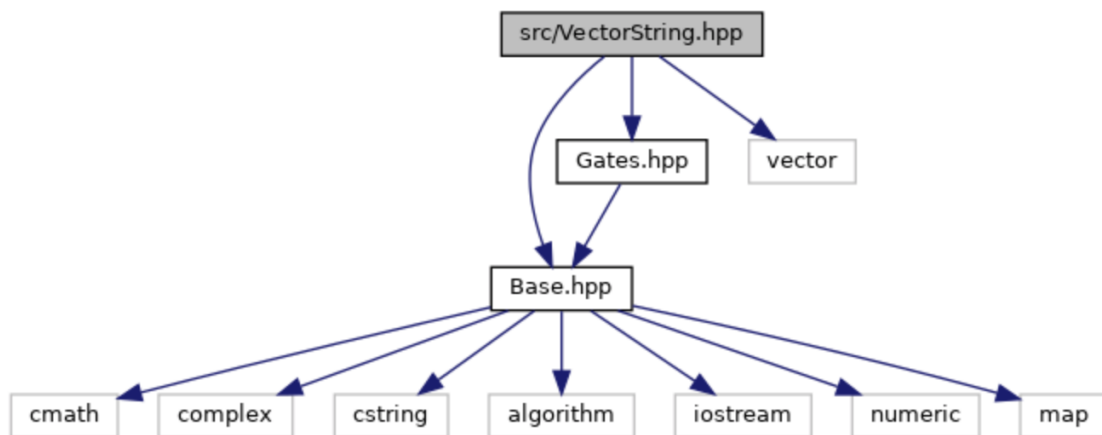 src/VectorString.hpp
Gates.hpp
vector
Base.hpp
cmath
complex
cstring
algorithm
iostream
numeric
map